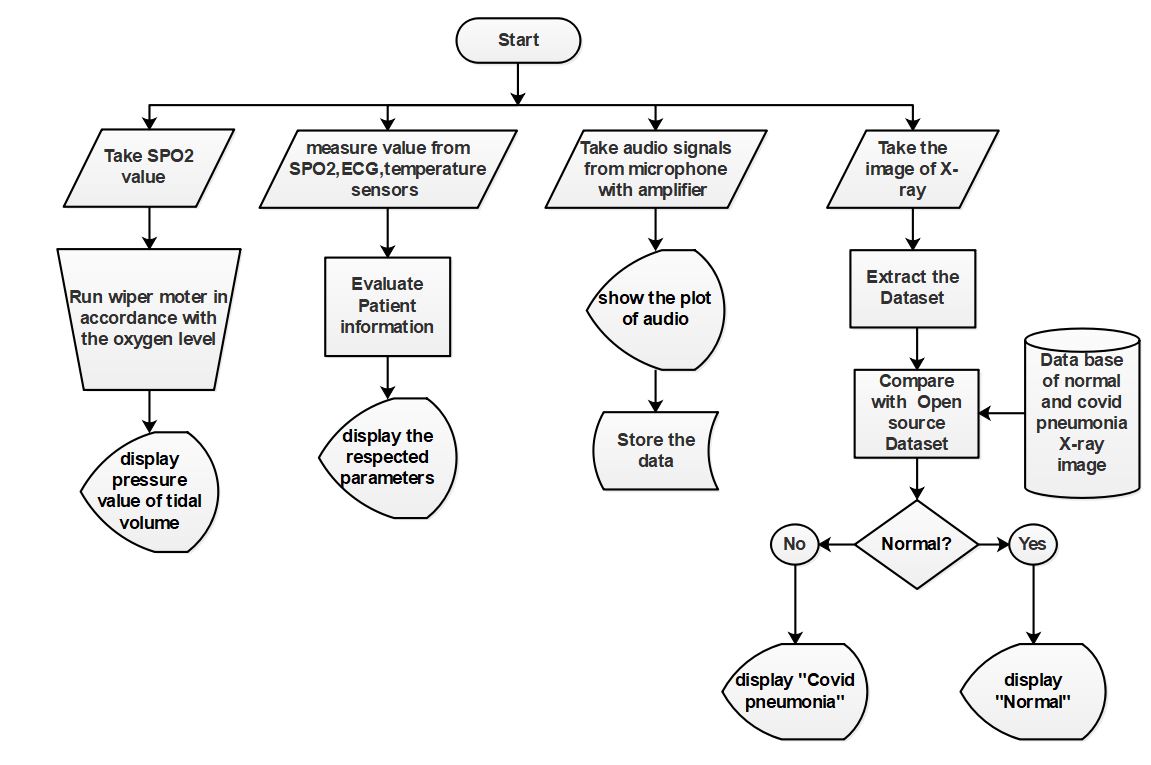 Start
Take SPO2
value
measure value from
SPO2,ECG,temperature
sensors
Take audio signals
from microphone
with amplifier
Take the
image of X-
ray
Run wiper moter in
accordance with
the oxygen level
Evaluate
Patient
information
show the plot
of audio
Extract the
Dataset
Compare
with Open
source
Dataset
Data base
of normal
and covid
pneumonia
X-ray
image
display
pressure
value of tidal
volume
display the
respected
parameters
Store the
data
No
Normal?
Yes
display "Covid
pneumonia"
display
"Normal"